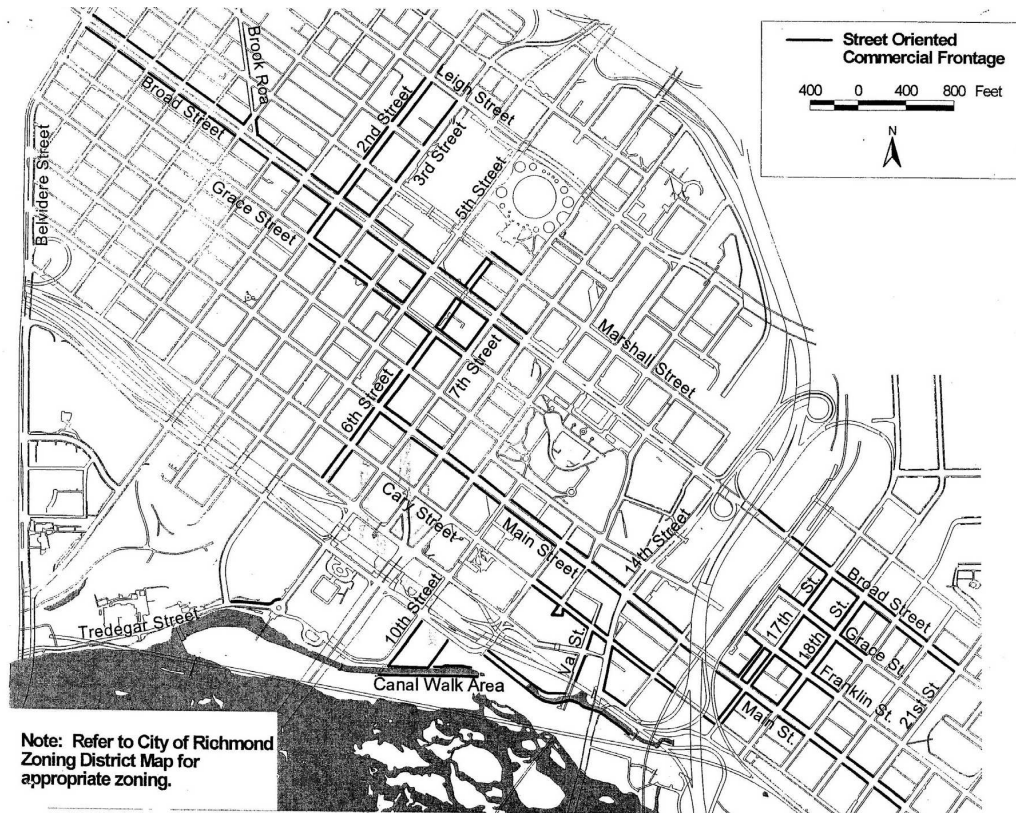 Street Oriented
Commercial Frontage
400 0 400 800 Feet
N
Brook Roa
Broad Street
Leigh Street
2nd Street
3rd Street
5th Street
Belvidere Street
Grace Street
Marshall Street
7th Street
6th Street
Cary Street
Main Street
14th Street
10th Street
Va St.
Tredegar Street
Canal Walk Area
Broad Street
17th St.
18th St.
Grace St.
Franklin St.
21st St
Main St.
Note: Refer to City of Richmond
Zoning District Map for
appropriate zoning.